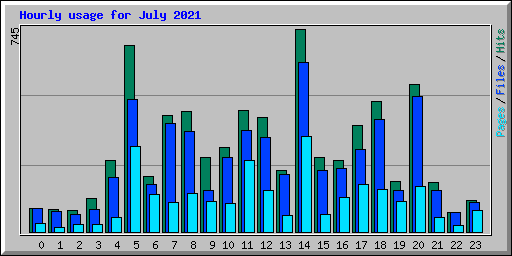 Hourly usage for July 2021
745
Pages/Files/Hits
0 1 2 3 4 5 6 7 8 9 10 11 12 13 14 15 16 17 18 19 20 21 22 23